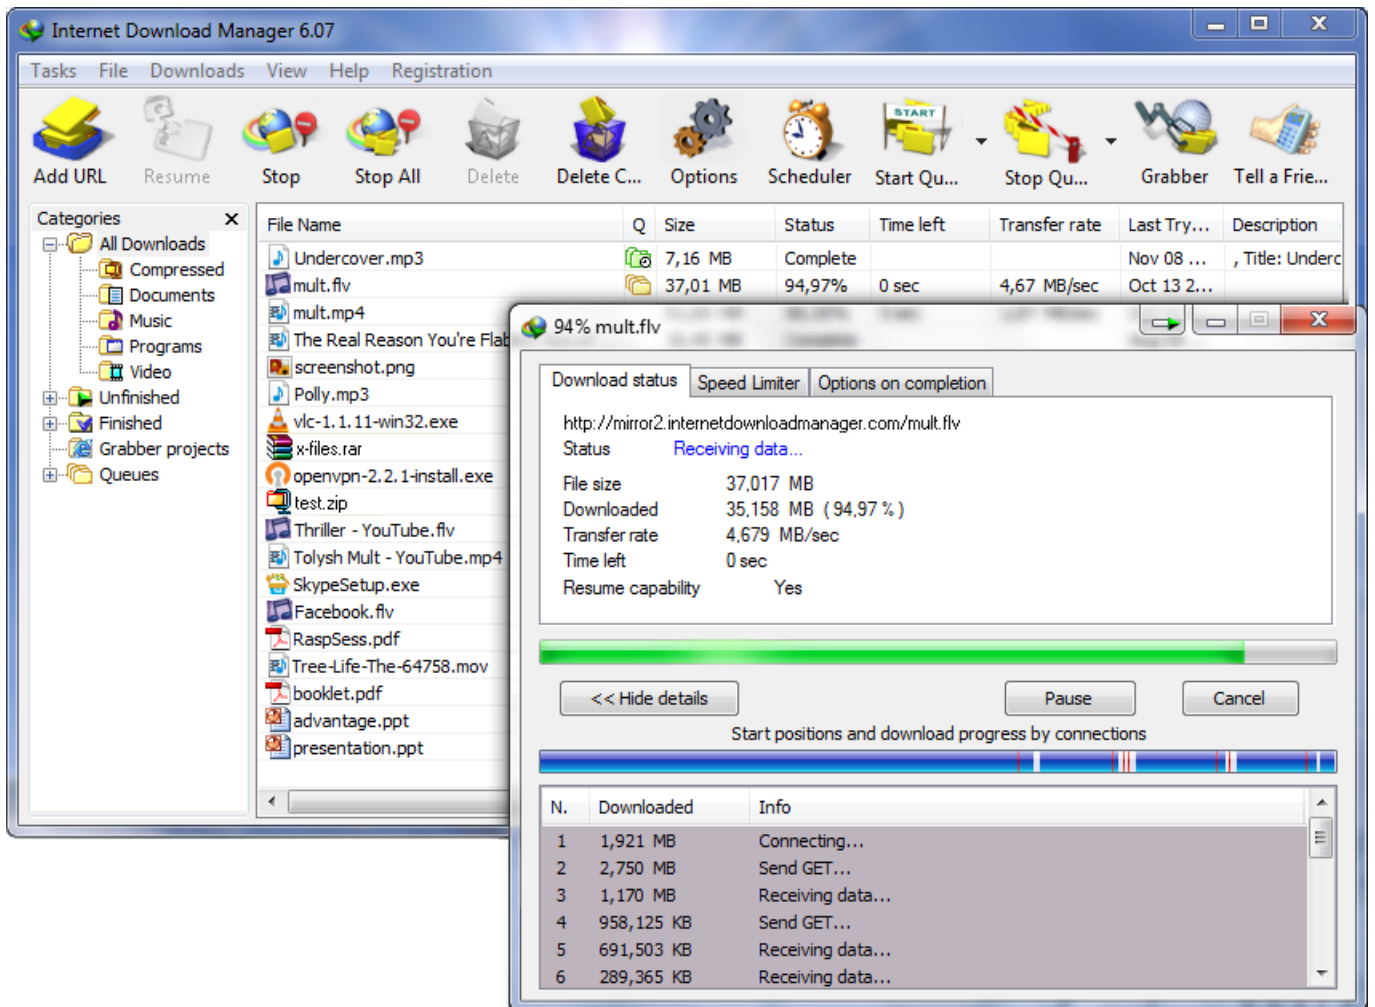 Internet Download Manager 6.07
Tasks File Downloads View Help Registration
Add URL Resume Stop Stop All Delete Delete C... Options Scheduler Start Qu... Stop Qu... Grabber Tell a Frie...
START
Categories
All Downloads
Compressed
Documents
Music
Programs
Video
Unfinished
Finished
Grabber projects
Queues
File Name Q Size Status Time left Transfer rate Last Try... Description
Undercover.mp3 7,16 MB Complete Nov 08 ... , Title: Underc
mult.flv 37,01 MB 94,97% 0 sec 4,67 MB/sec Oct 13 2...
mult.mp4
The Real Reason You're Flab
screenshot.png
Polly.mp3
vlc-1.1.11-win32.exe
x-files.rar
openvpn-2.2.1-install.exe
test.zip
Thriller - YouTube.flv
Tolysh Mult - YouTube.mp4
SkypeSetup.exe
Facebook.flv
RaspSess.pdf
Tree-Life-The-64758.mov
booklet.pdf
advantage.ppt
presentation.ppt
94% mult.flv
Download status Speed Limiter Options on completion
http://mirror2.internetdownloadmanager.com/mult.flv
Status Receiving data...
File size 37,017 MB
Downloaded 35,158 MB ( 94,97 % )
Transfer rate 4,679 MB/sec
Time left 0 sec
Resume capability Yes
<< Hide details Pause Cancel
Start positions and download progress by connections
N. Downloaded Info
1 1,921 MB Connecting...
2 2,750 MB Send GET...
3 1,170 MB Receiving data...
4 958,125 KB Send GET...
5 691,503 KB Receiving data...
6 289,365 KB Receiving data...